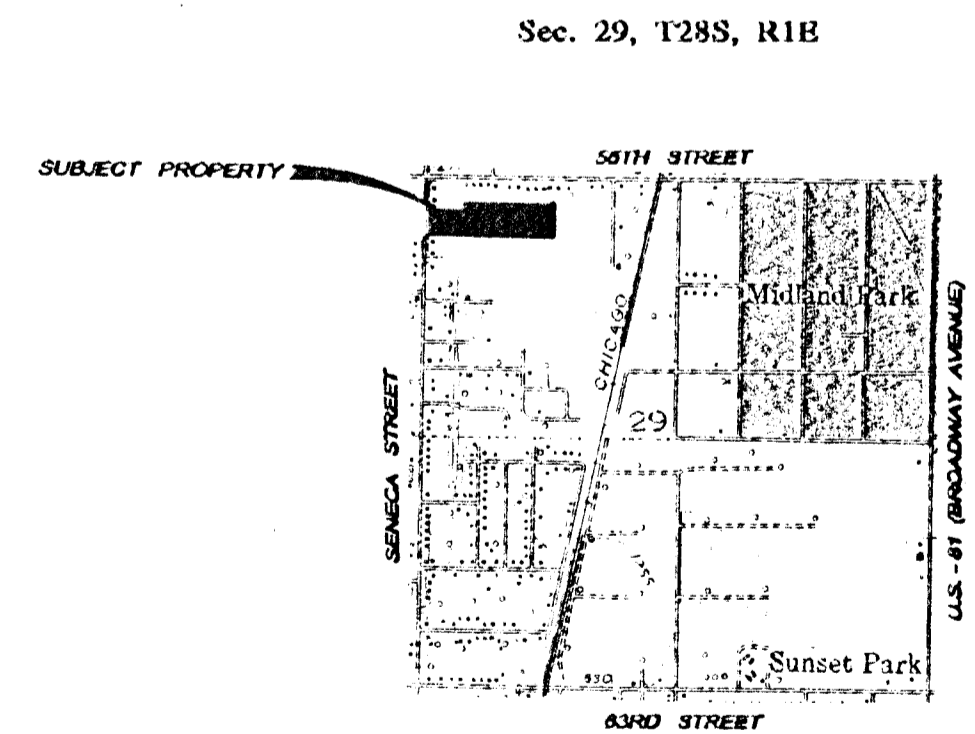 Sec. 29, T28S, R1E
55TH STREET
SUBJECT PROPERTY
Midland Park
CHICAGO
U.S.-81 (BROADWAY AVENUE)
SENECA STREET
29
Sunset Park
63RD STREET